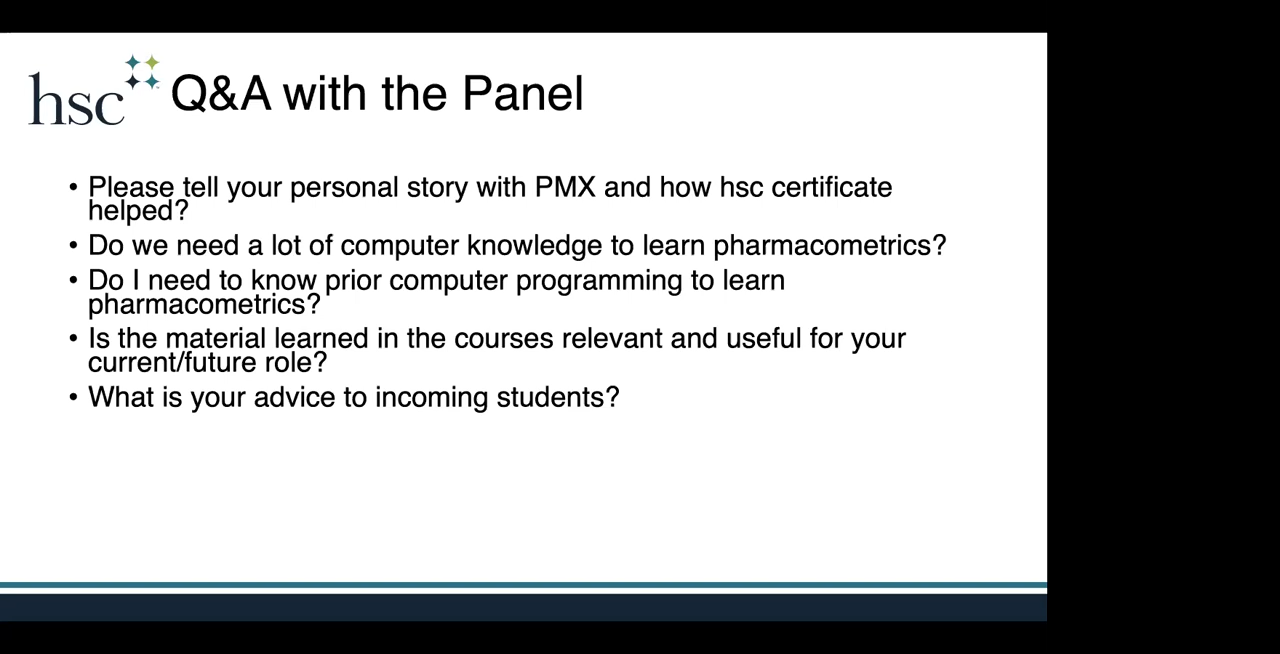 hsc Q&A with the Panel
• Please tell your personal story with PMX and how hsc certificate
helped?
• Do we need a lot of computer knowledge to learn pharmacometrics?
• Do I need to know prior computer programming to learn
pharmacometrics?
• Is the material learned in the courses relevant and useful for your
current/future role?
• What is your advice to incoming students?